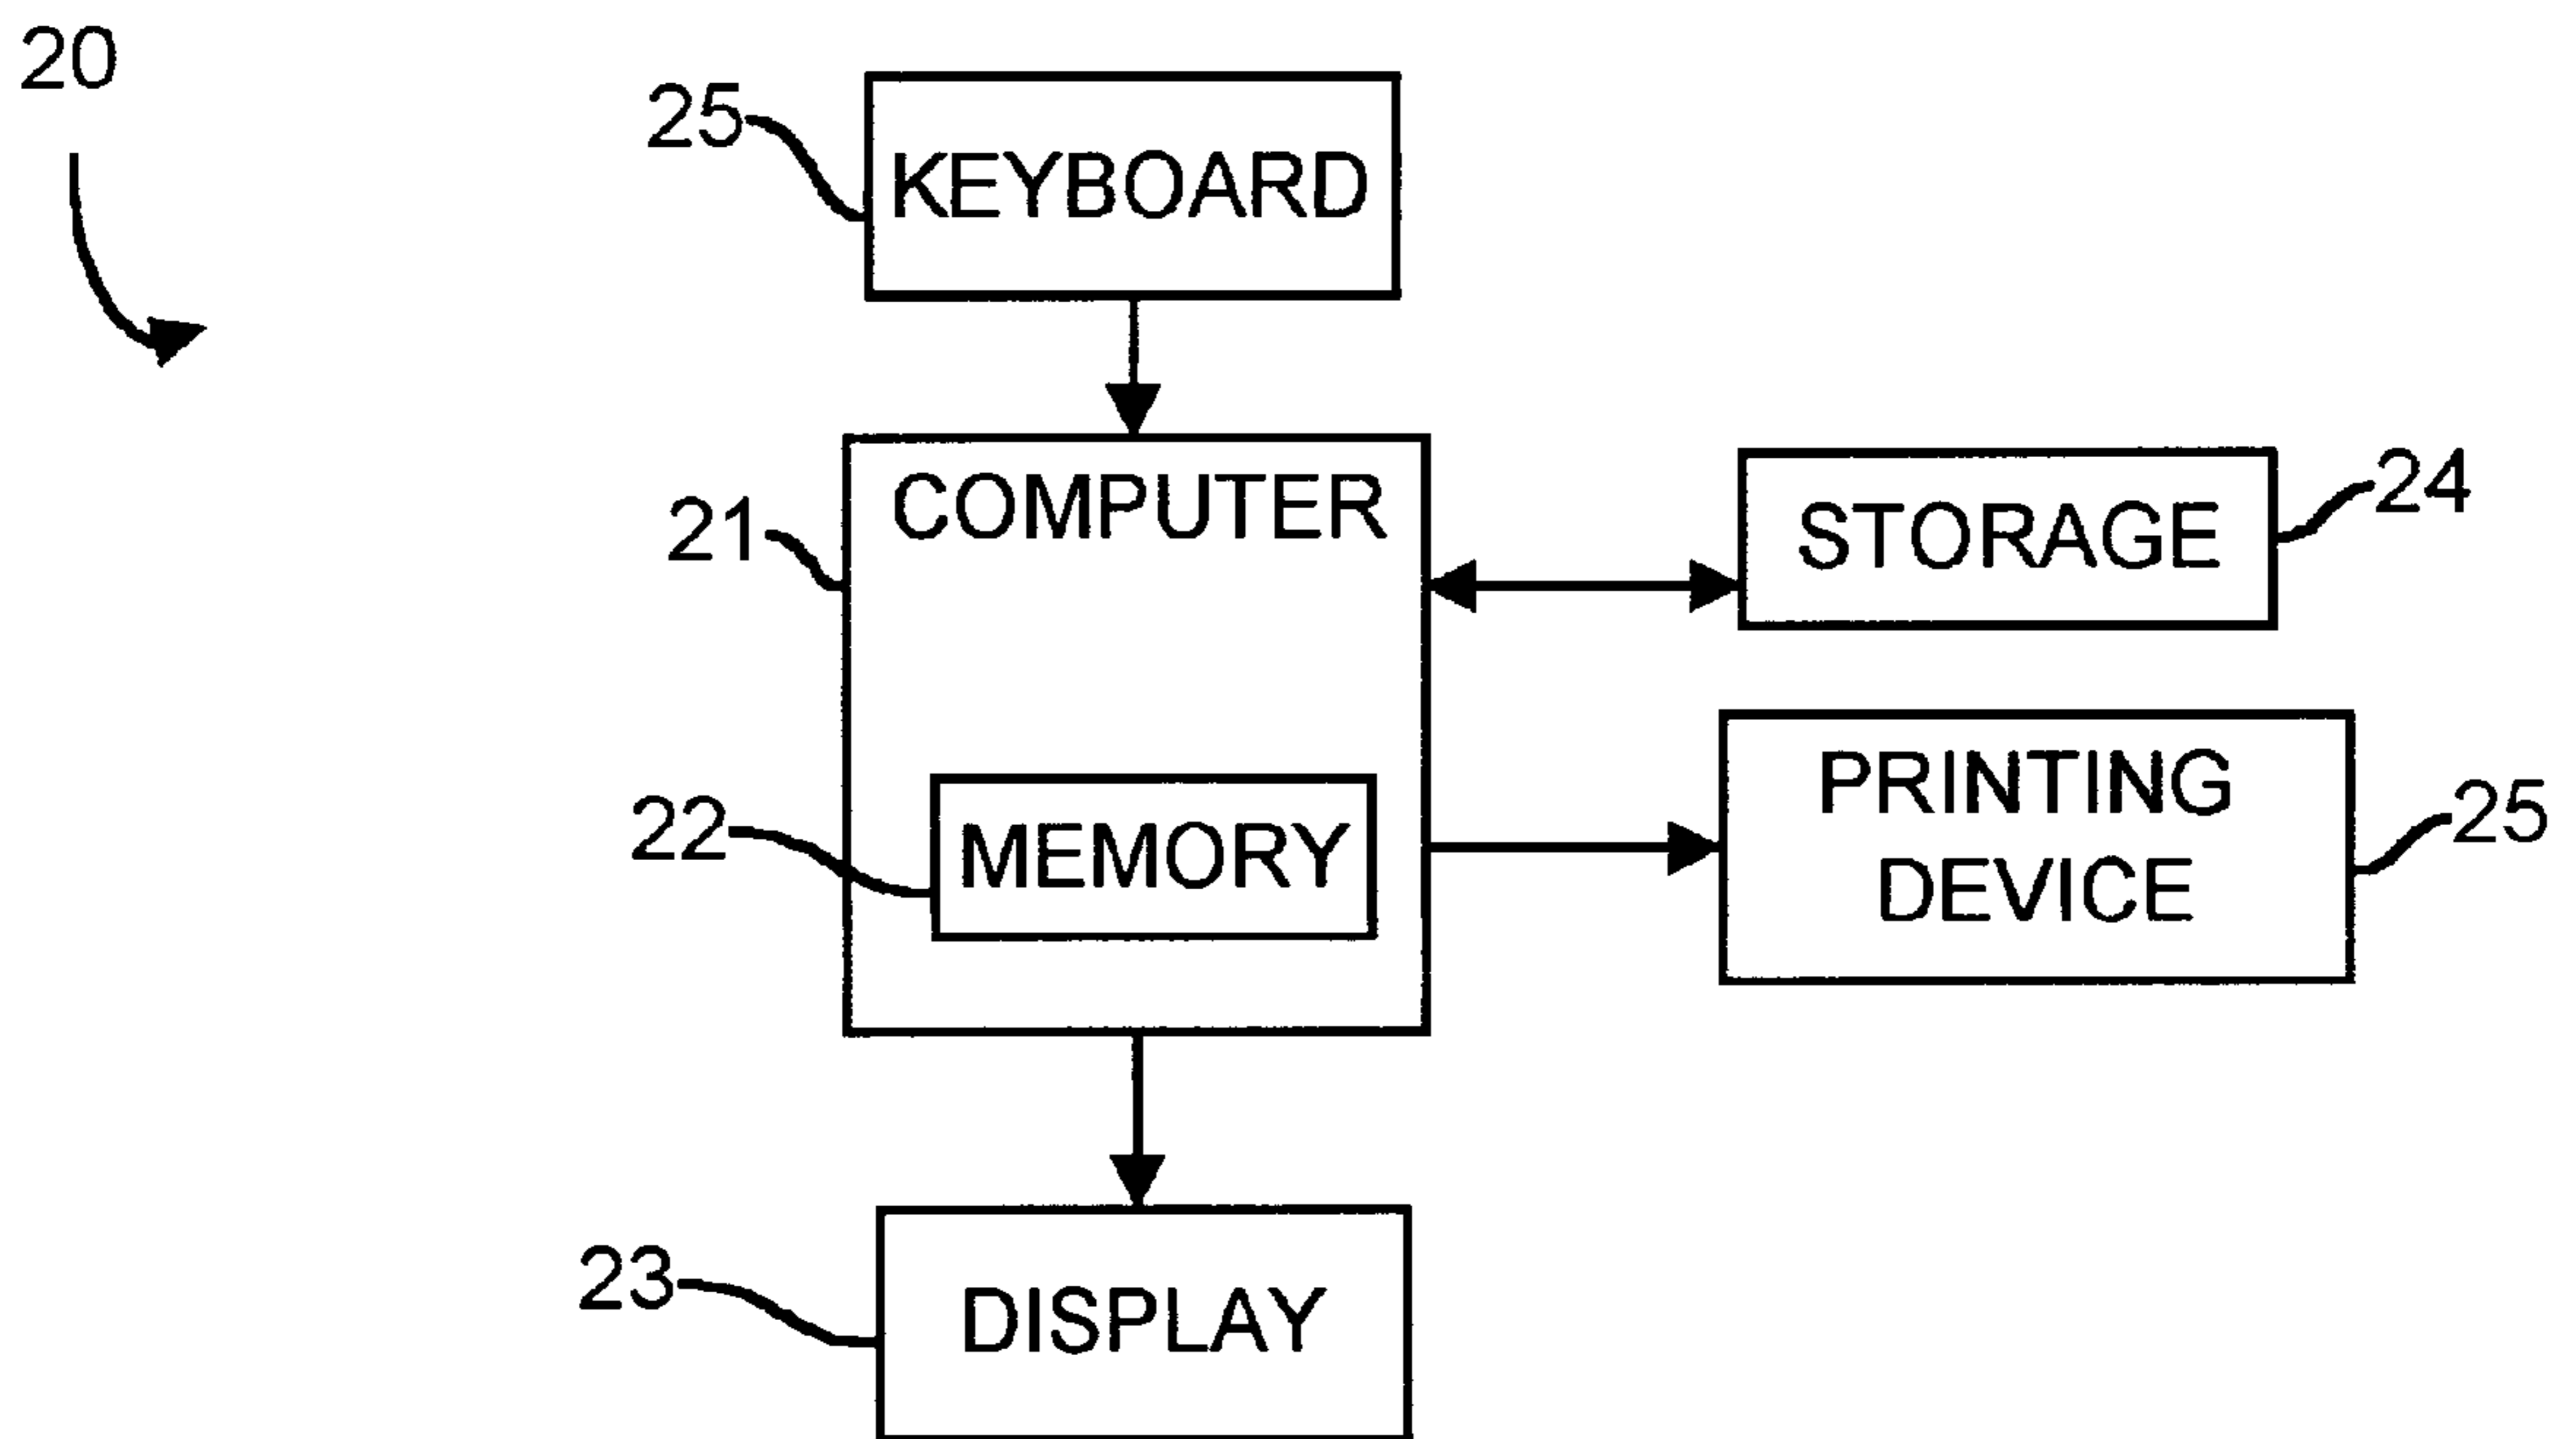 20
25
KEYBOARD
21
COMPUTER
STORAGE
24
22
MEMORY
PRINTING
DEVICE
25
23
DISPLAY